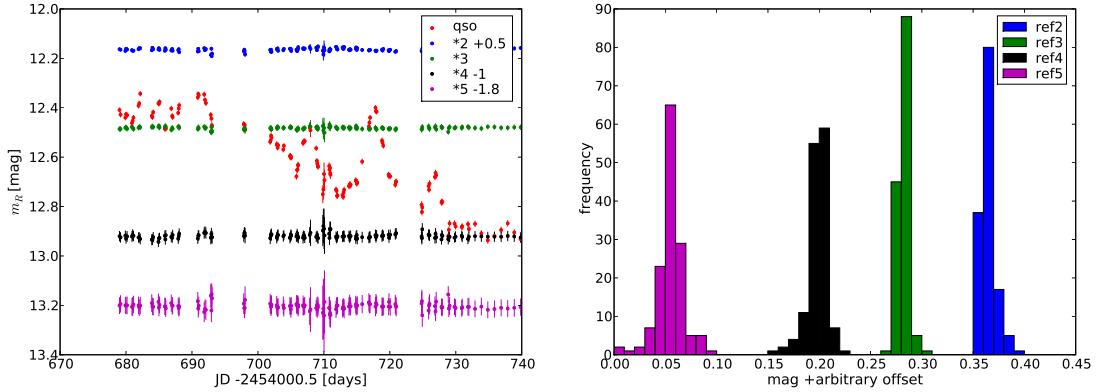 12.0
12.2
12.4
12.6
12.8
13.0
13.2
13.4
m_R [mag]
670 680 690 700 710 720 730 740
JD -2454000.5 [days]
qso
*2 +0.5
*3
*4 -1
*5 -1.8
90
80
70
60
50
40
30
20
10
0
frequency
0.00 0.05 0.10 0.15 0.20 0.25 0.30 0.35 0.40 0.45
mag +arbitrary offset
ref2
ref3
ref4
ref5